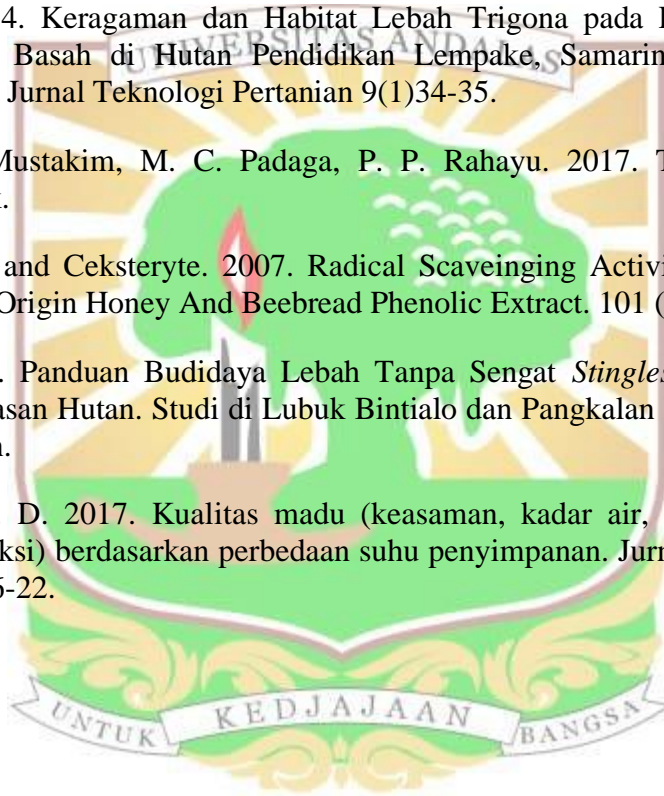 4. Keragaman dan Habitat Lebah Trigona pada
Basah di Hutan Pendidikan Lempake, Samarin
UNIVERSITAS ANDALAS
Jurnal Teknologi Pertanian 9(1)34-35.
Mustakim, M. C. Padaga, P. P. Rahayu. 2017. T
and Ceksteryte. 2007. Radical Scaveinging Activi
Origin Honey And Beebread Phenolic Extract. 101 (
. Panduan Budidaya Lebah Tanpa Sengat Stingles
asan Hutan. Studi di Lubuk Bintialo dan Pangkalan
D. 2017. Kualitas madu (keasaman, kadar air,
ksi) berdasarkan perbedaan suhu penyimpanan. Jurn
-22.
UNTUK KEDJAJAAN BANGSA